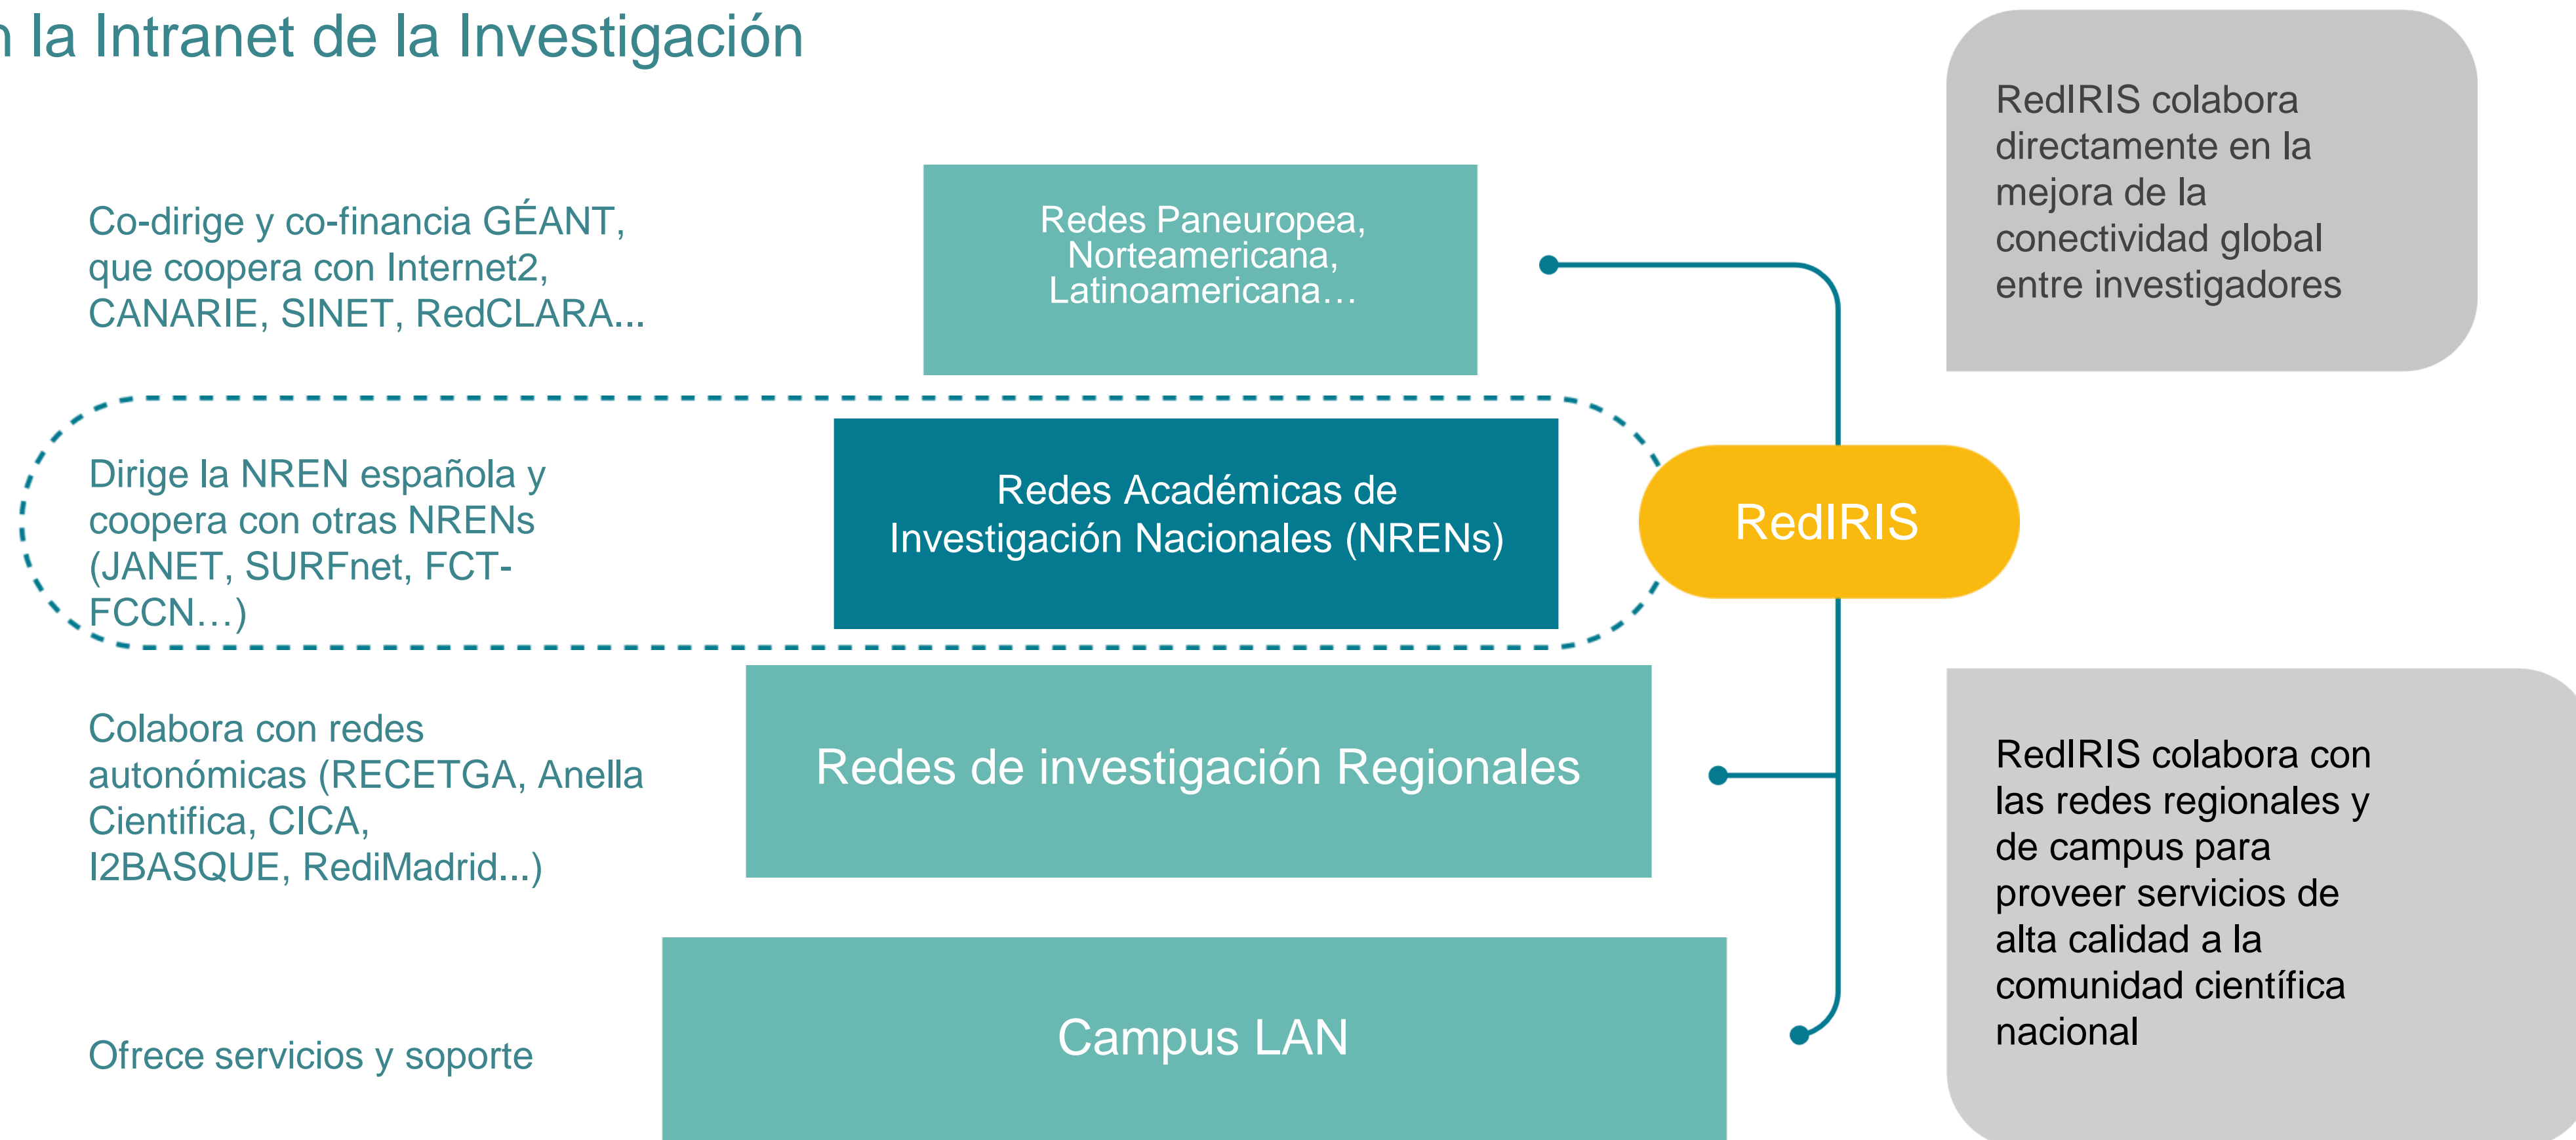 n la Intranet de la Investigación
RedIRIS colabora
directamente en la
mejora de la
conectividad global
entre investigadores
Co-dirige y co-financia GÉANT,
que coopera con Internet2,
CANARIE, SINET, RedCLARA...
Redes Paneuropea,
Norteamericana,
Latinoamericana…
Dirige la NREN española y
coopera con otras NRENs
(JANET, SURFnet, FCT-
FCCN…)
Redes Académicas de
Investigación Nacionales (NRENs)
RedIRIS
Colabora con redes
autonómicas (RECETGA, Anella
Cientifica, CICA,
I2BASQUE, RediMadrid...)
Redes de investigación Regionales
RedIRIS colabora con
las redes regionales y
de campus para
proveer servicios de
alta calidad a la
comunidad científica
nacional
Ofrece servicios y soporte
Campus LAN